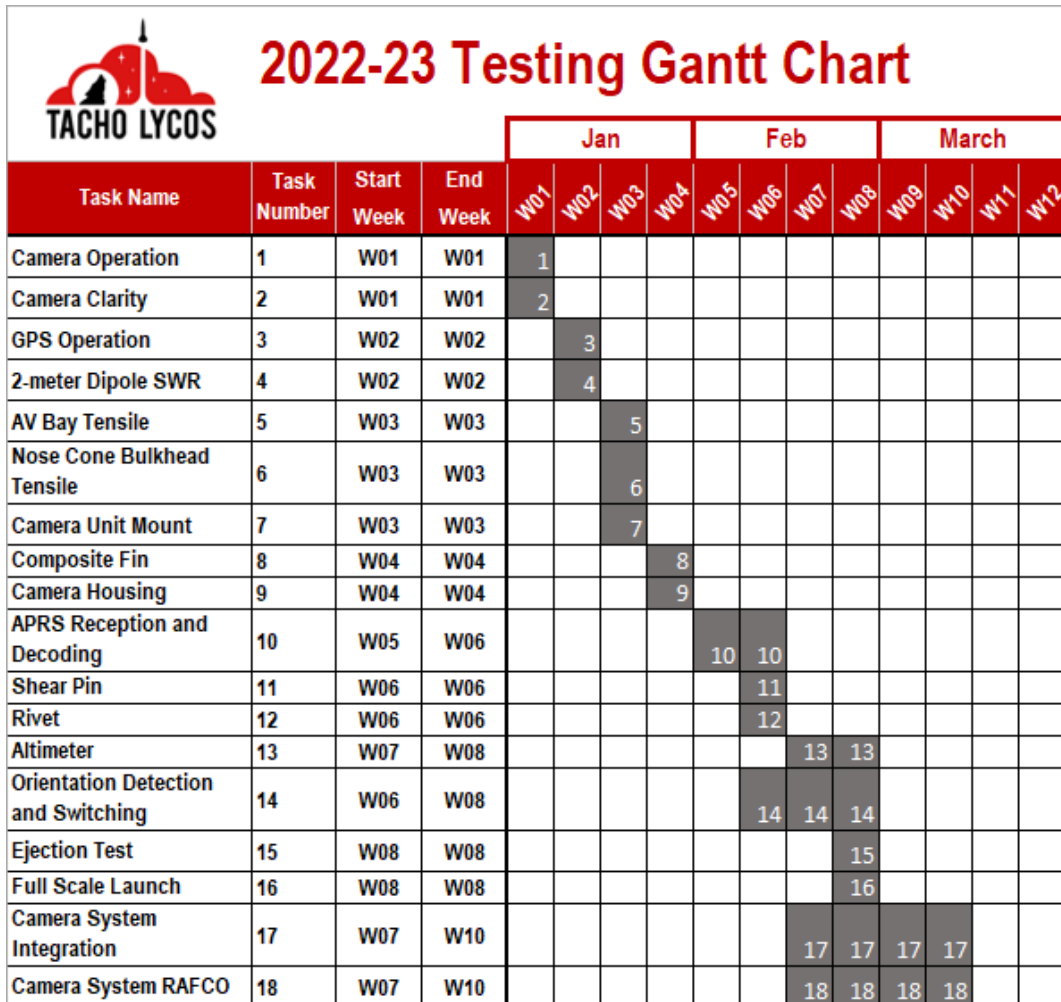 2022-23 Testing Gantt Chart
TACHO LYCOS
Jan Feb March
Task Name Task Number Start Week End Week W01 W02 W03 W04 W05 W06 W07 W08 W09 W10 W11 W12
Camera Operation 1 W01 W01 1
Camera Clarity 2 W01 W01 2
GPS Operation 3 W02 W02 3
2-meter Dipole SWR 4 W02 W02 4
AV Bay Tensile 5 W03 W03 5
Nose Cone Bulkhead
Tensile 6 W03 W03 6
Camera Unit Mount 7 W03 W03 7
Composite Fin 8 W04 W04 8
Camera Housing 9 W04 W04 9
APRS Reception and
Decoding 10 W05 W06 10 10
Shear Pin 11 W06 W06 11
Rivet 12 W06 W06 12
Altimeter 13 W07 W08 13 13
Orientation Detection
and Switching 14 W06 W08 14 14 14
Ejection Test 15 W08 W08 15
Full Scale Launch 16 W08 W08 16
Camera System
Integration 17 W07 W10 17 17 17 17
Camera System RAFCO 18 W07 W10 18 18 18 18